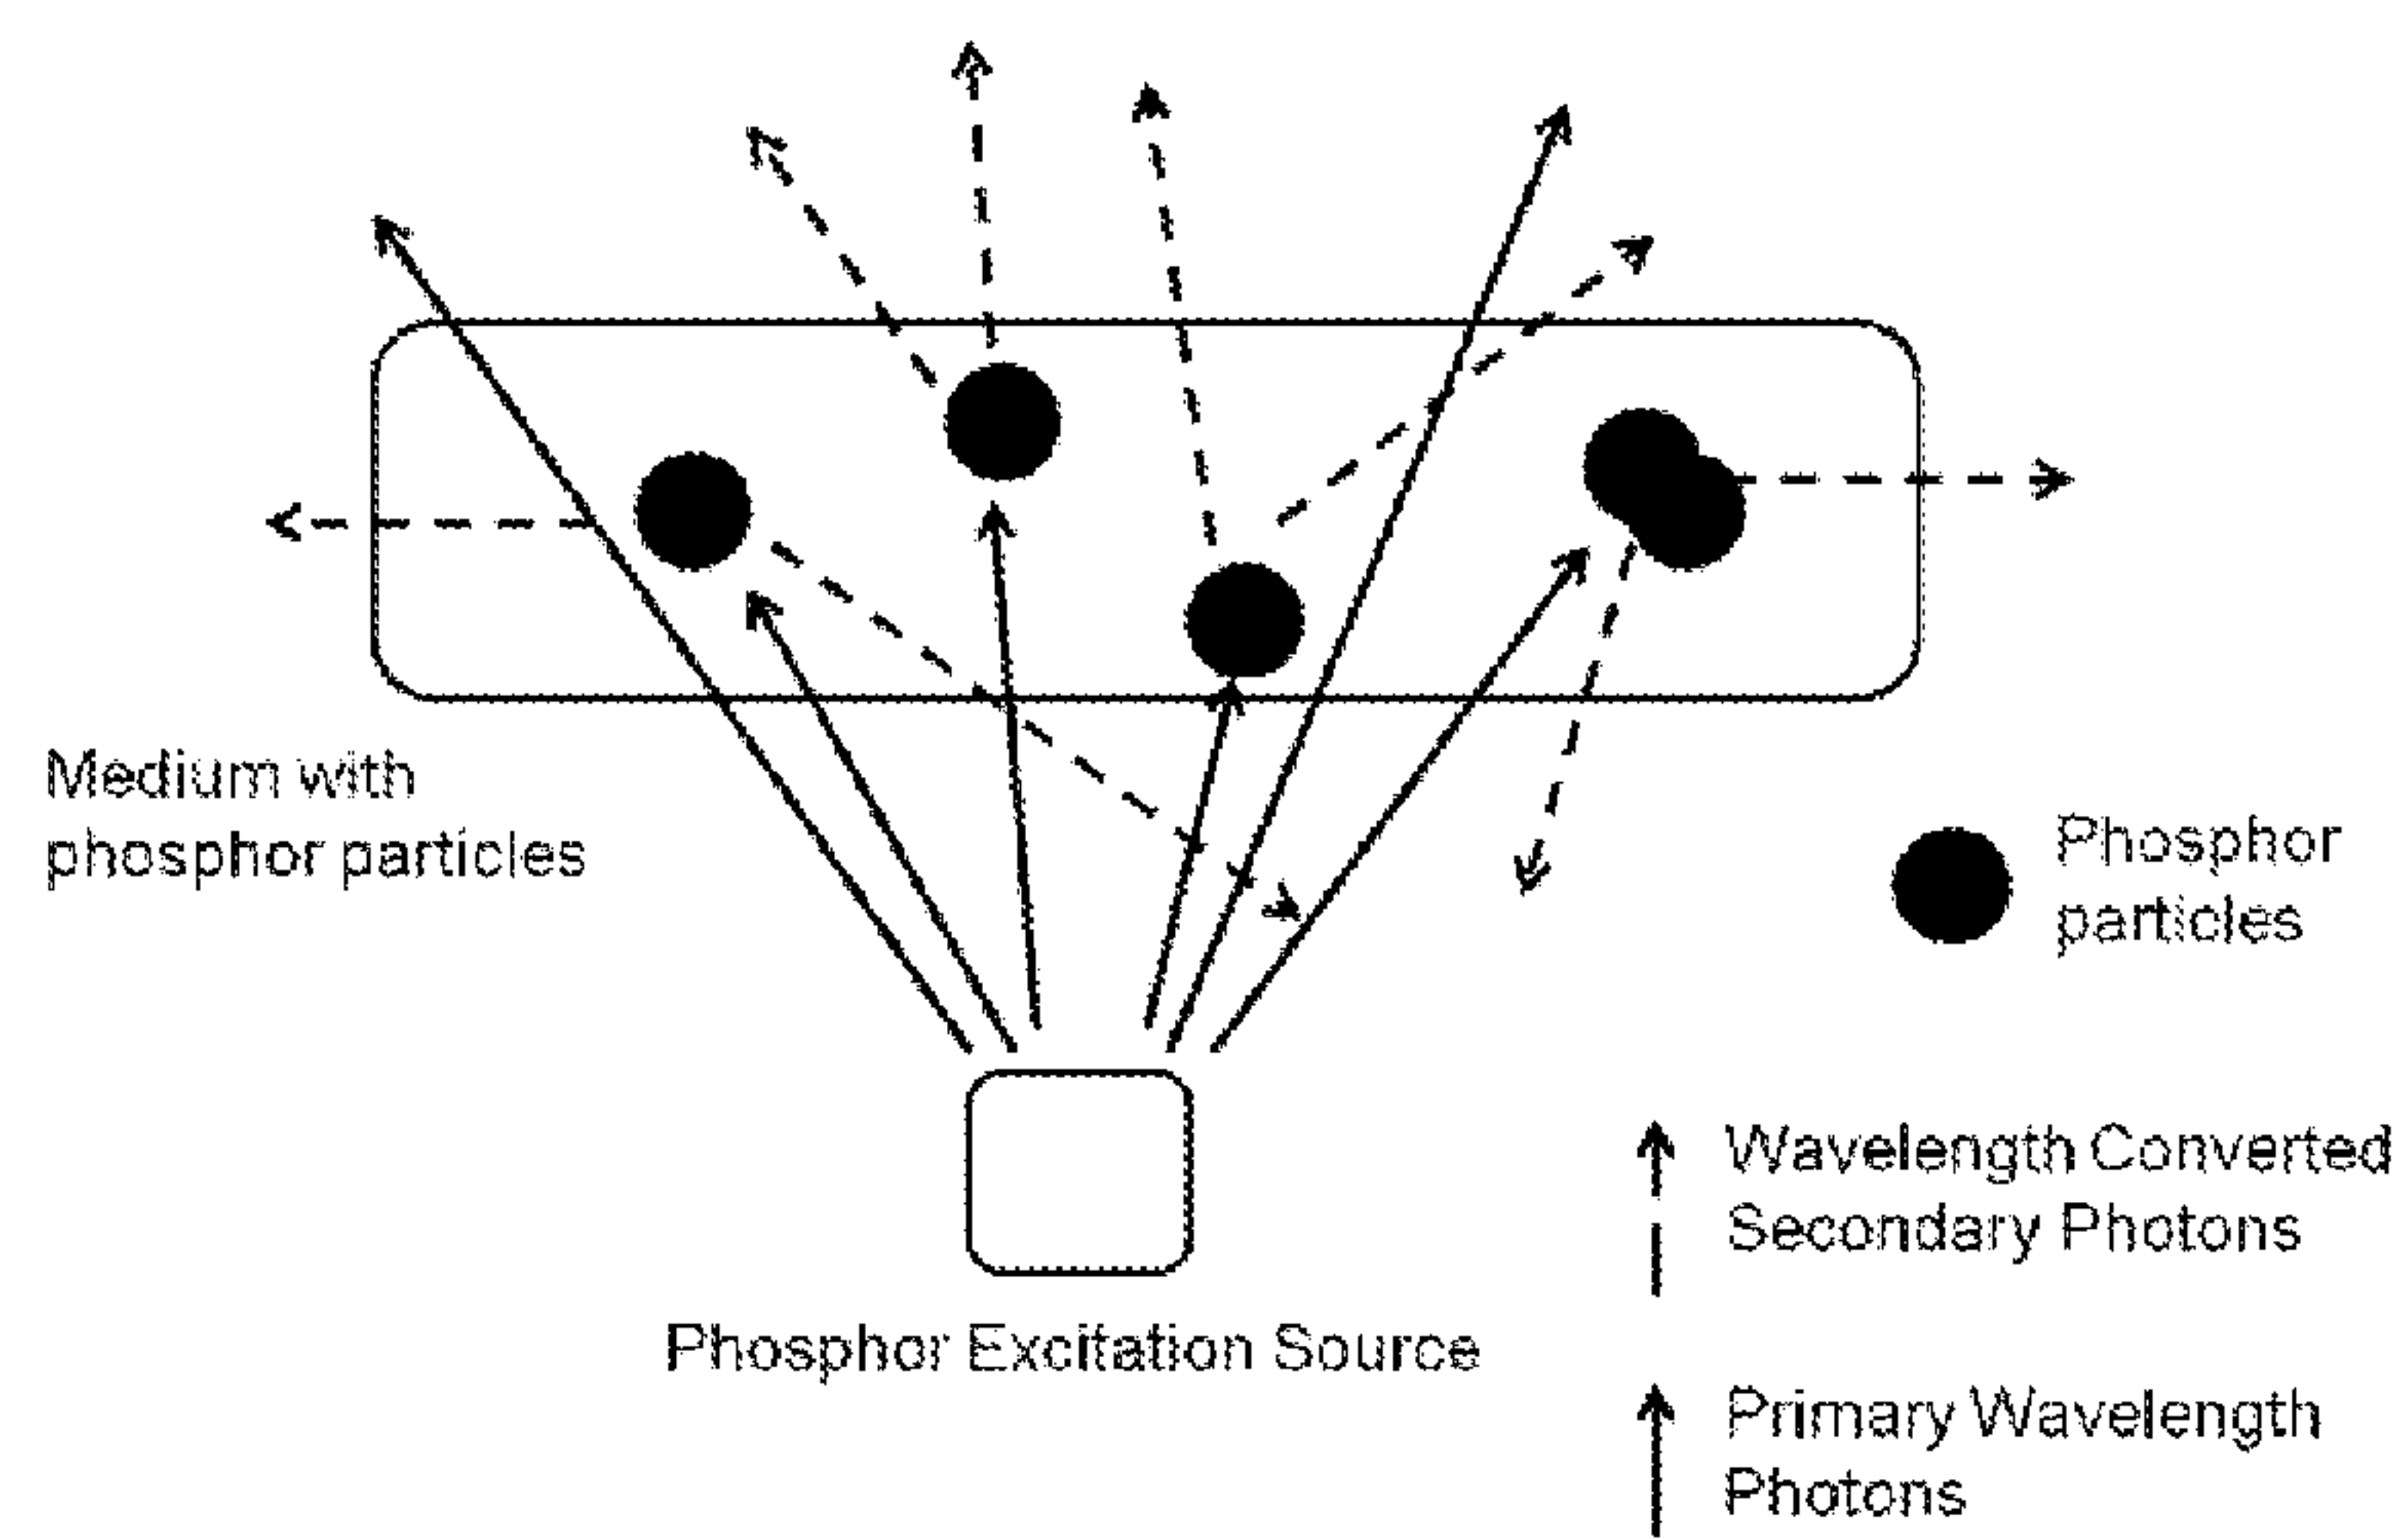 Medium with
phosphor particles
Phosphor
particles
Phosphor Excitation Source
Wavelength Converted
Secondary Photons
Primary Wavelength
Photons